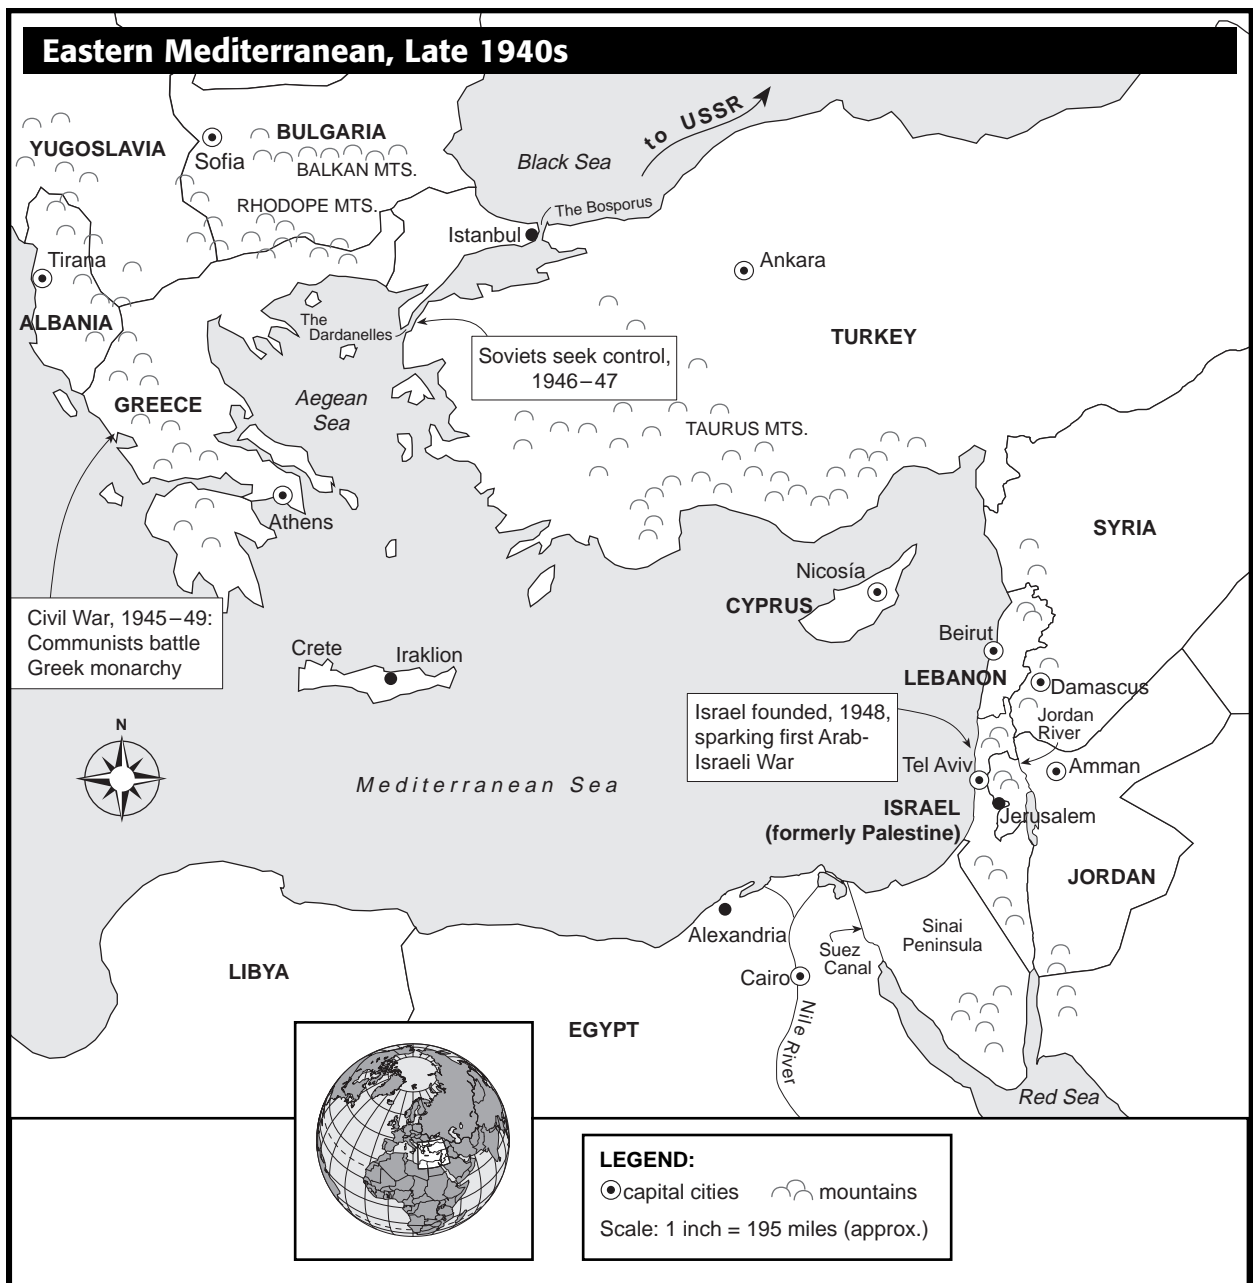 Eastern Mediterranean, Late 1940s
to USSR
BULGARIA
YUGOSLAVIA
Sofia
Black Sea
BALKAN MTS.
RHODOPE MTS.
The Bosporus
Istanbul
Tirana
Ankara
ALBANIA
The
Dardanelles
TURKEY
Soviets seek control,
1946–47
Aegean
Sea
GREECE
TAURUS MTS.
Athens
SYRIA
Nicosía
CYPRUS
Civil War, 1945–49:
Communists battle
Greek monarchy
Beirut
Crete
Iraklion
LEBANON
Damascus
Israel founded, 1948,
sparking first Arab-
Israeli War
Jordan
River
N
Tel Aviv
Amman
Mediterranean Sea
ISRAEL
(formerly Palestine)
Jerusalem
JORDAN
Alexandria
Sinai
Peninsula
Suez
Canal
LIBYA
Cairo
EGYPT
Nile River
Red Sea
LEGEND:
capital cities
mountains
Scale: 1 inch = 195 miles (approx.)